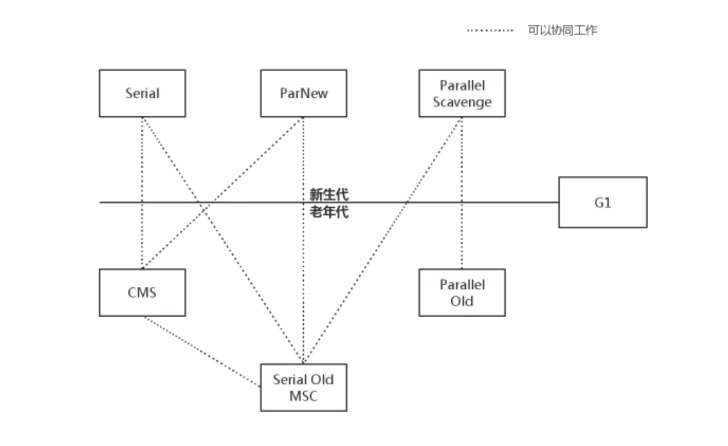 可以协同工作
Serial
ParNew
Parallel
Scavenge
新生代
老年代
G1
CMS
Parallel
Old
Serial Old
MSC